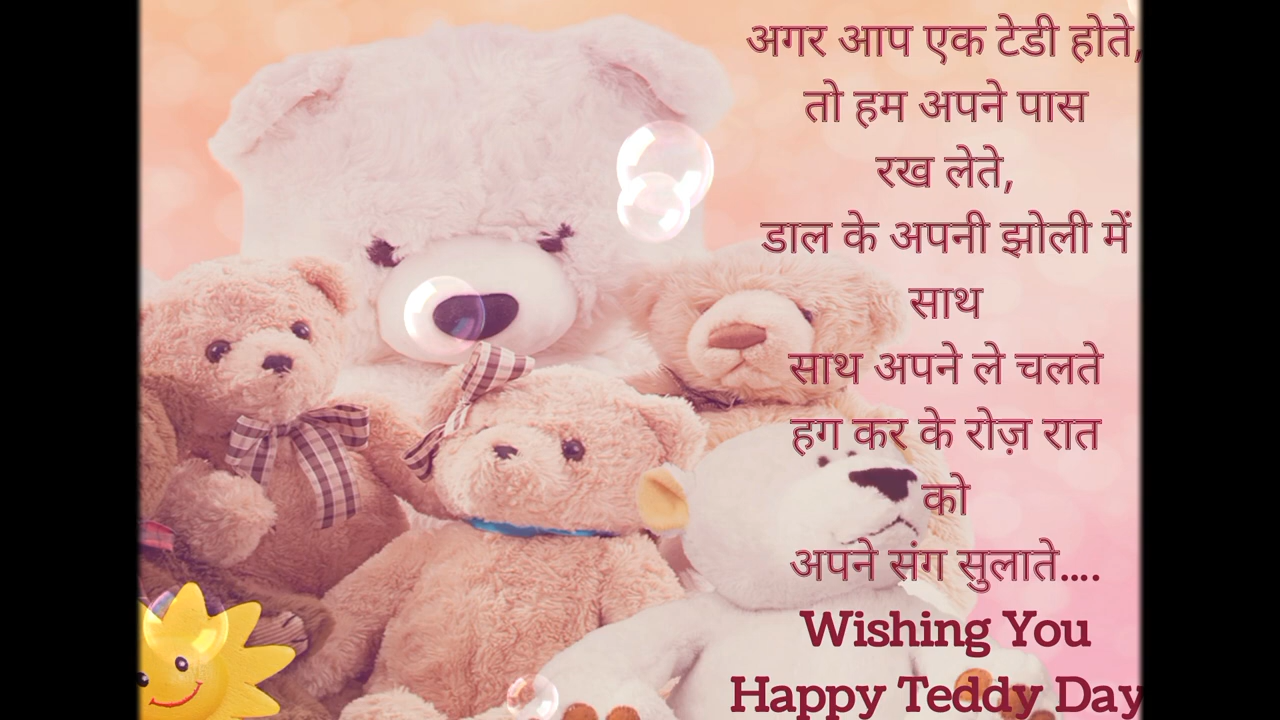 अगर आप एक टेडी होते,
तो हम अपने पास
रख लेते,
डाल के अपनी झोली में
साथ
साथ अपने ले चलते
हग कर के रोज़ रात
को
अपने संग सुलाते....
Wishing You
Happy Teddy Day